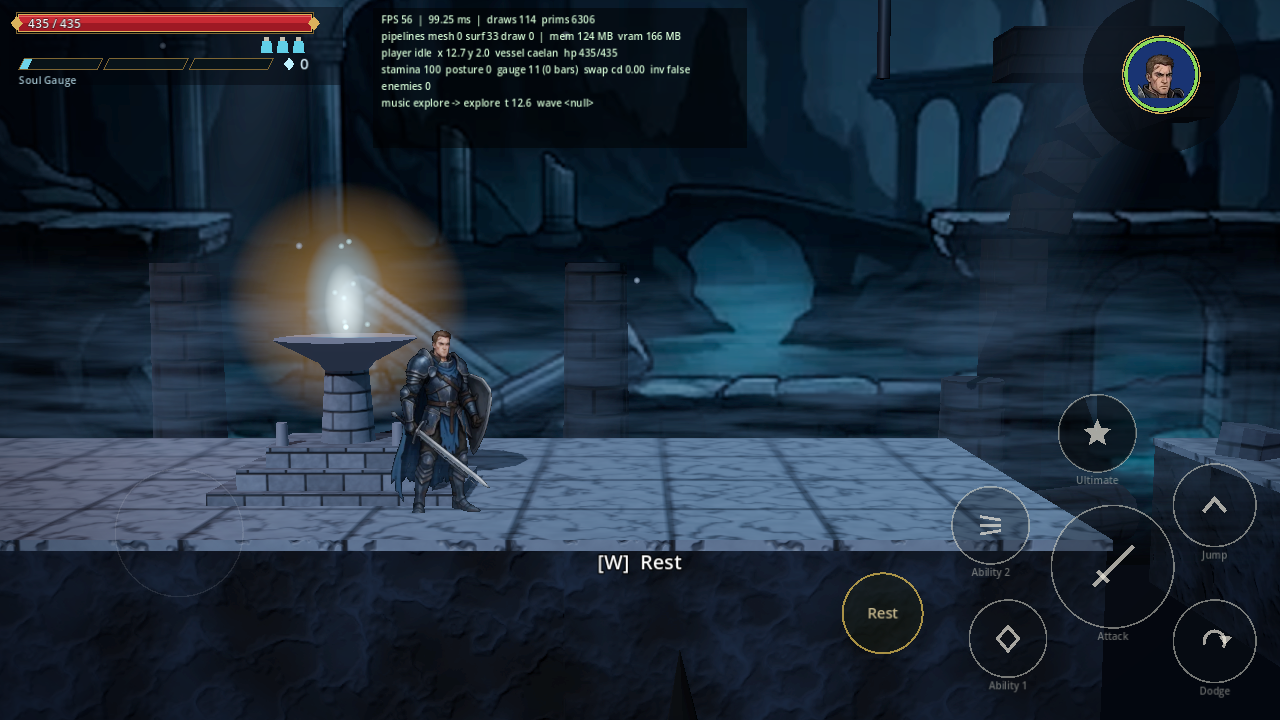 435 / 435
0
Soul Gauge
FPS 56 | 99.25 ms | draws 114 prims 6306
pipelines mesh 0 surf 33 draw 0 | mem 124 MB vram 166 MB
player idle x 12.7 y 2.0 vessel caelan hp 435/435
stamina 100 posture 0 gauge 11 (0 bars) swap cd 0.00 inv false
enemies 0
music explore -> explore t 12.6 wave <null>
Ultimate
Ability 2
Jump
[W] Rest
Rest
Attack
Ability 1
Dodge